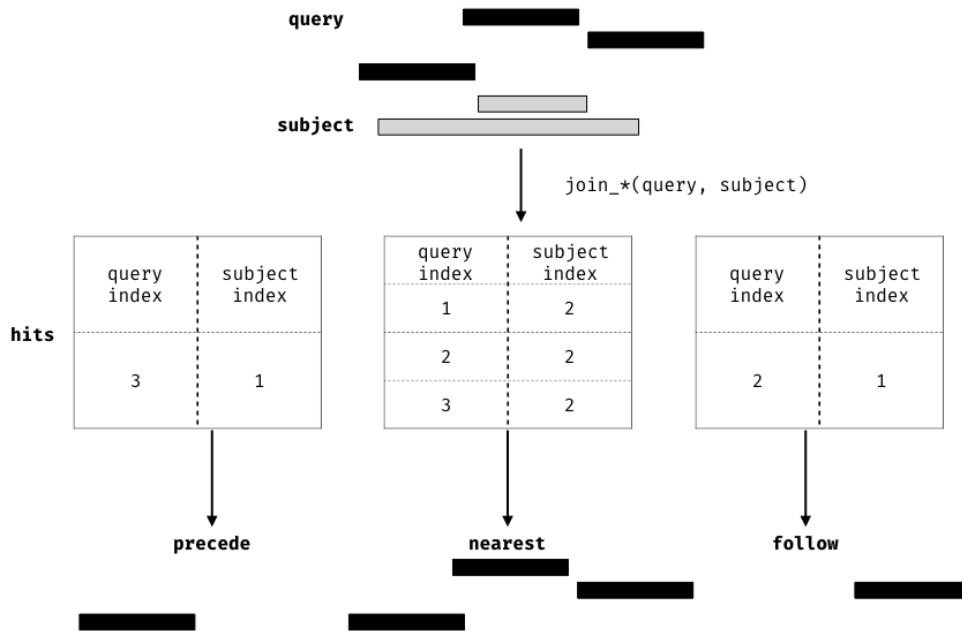 query
subject
join_*(query, subject)
hits
query index
subject index
3
1
query index
subject index
1
2
2
2
3
2
query index
subject index
2
1
precede
nearest
follow